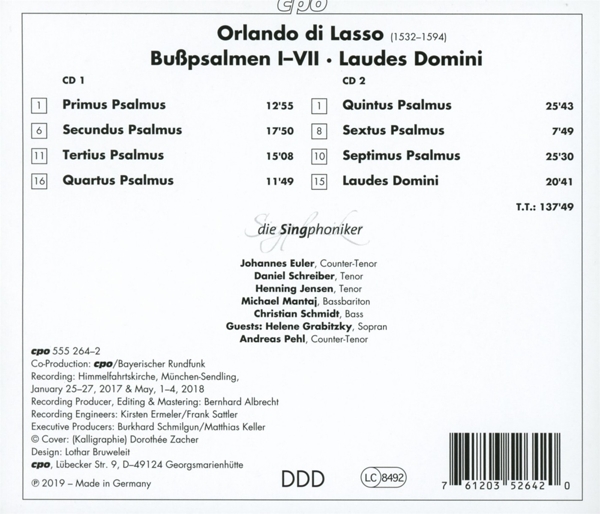 cpo
Orlando di Lasso (1532–1594)
Bußpsalmen I–VII · Laudes Domini
CD 1
1 Primus Psalmus 12'55
6 Secundus Psalmus 17'50
11 Tertius Psalmus 15'08
16 Quartus Psalmus 11'49
CD 2
1 Quintus Psalmus 25'43
8 Sextus Psalmus 7'49
10 Septimus Psalmus 25'30
15 Laudes Domini 20'41
T.T.: 137'49
die Singphoniker
Johannes Euler, Counter-Tenor
Daniel Schreiber, Tenor
Henning Jensen, Tenor
Michael Mantaj, Bassbariton
Christian Schmidt, Bass
Guests: Helene Grabitzky, Sopran
Andreas Pehl, Counter-Tenor
cpo 555 264–2
Co-Production: cpo/Bayerischer Rundfunk
Recording: Himmelfahrtskirche, München-Sendling,
January 25–27, 2017 & May, 1–4, 2018
Recording Producer, Editing & Mastering: Bernhard Albrecht
Recording Engineers: Kirsten Ermeler/Frank Sattler
Executive Producers: Burkhard Schmilgun/Matthias Keller
© Cover: (Kalligraphie) Dorothée Zacher
Design: Lothar Bruweleit
cpo, Lübecker Str. 9, D–49124 Georgsmarienhütte
℗ 2019 – Made in Germany
DDD
LC 8492
7 61203 52642 0